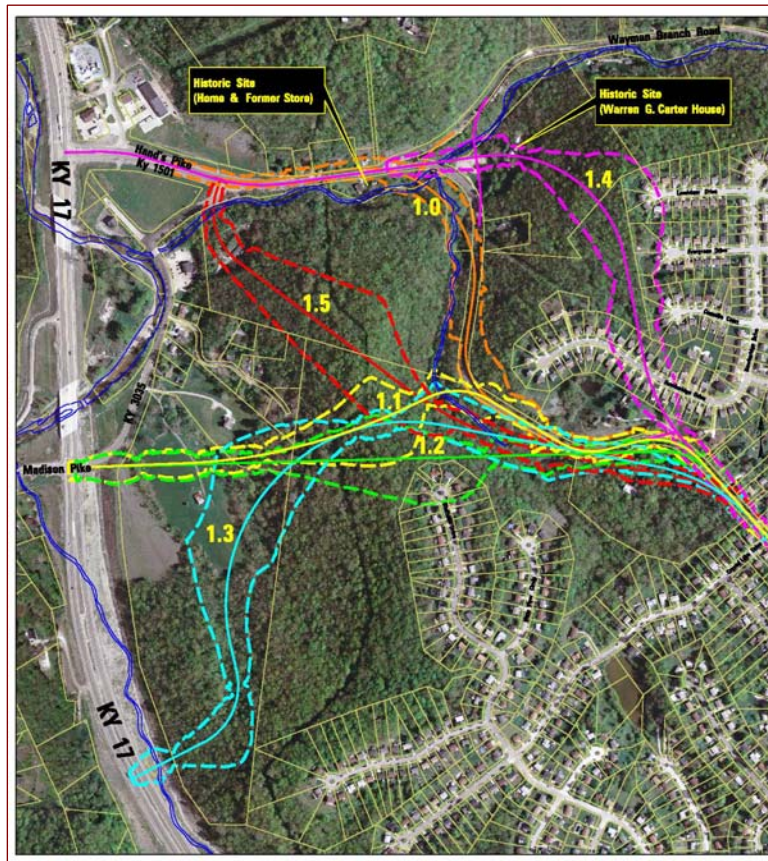 Wayman Branch Road
Historic Site
(Home & Former Store)
Historic Site
(Warren G. Carter House)
Hand's Pike
Ky 1501
KY 17
1.0
1.4
1.5
KY 3035
1.1
1.2
Madison Pike
1.3
KY 17